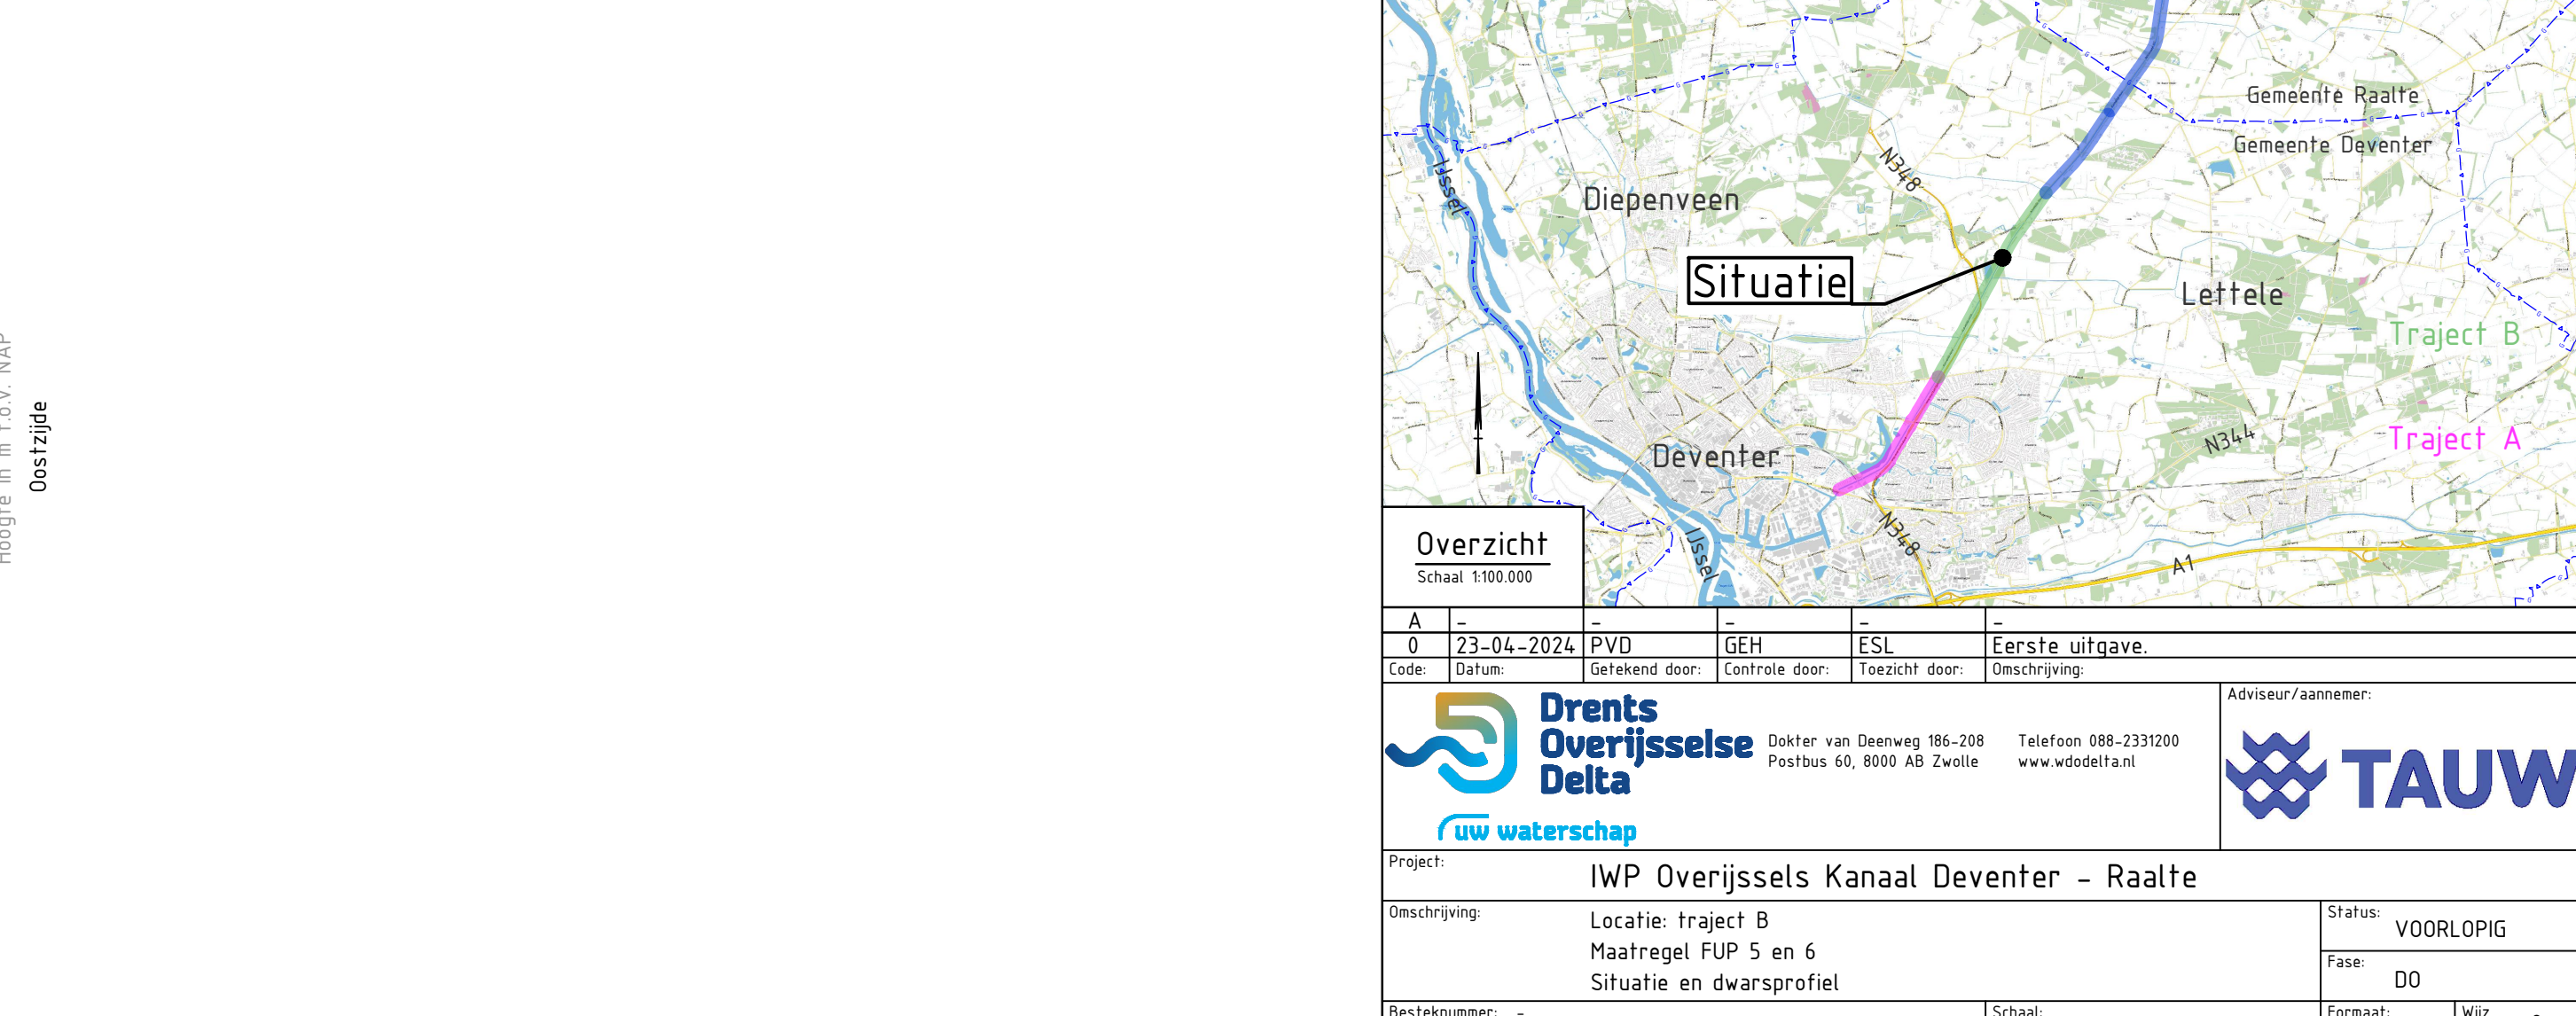 Hoogte in m t.o.v. NAP
Oostzijde
Gemeente Raalte
Gemeente Deventer
N348
IJssel
Diepenveen
Situatie
Lettele
Traject B
Traject A
N344
Deventer
N348
IJssel
A1
Overzicht
Schaal 1:100.000
A - - - - -
0 23-04-2024 PVD GEH ESL Eerste uitgave.
Code: Datum: Getekend door: Controle door: Toezicht door: Omschrijving:
Drents
Overijsselse
Delta
uw waterschap
Dokter van Deenweg 186-208 Telefoon 088-2331200
Postbus 60, 8000 AB Zwolle www.wdodelta.nl
Adviseur/aannemer:
TAUW
Project:
IWP Overijssels Kanaal Deventer - Raalte
Omschrijving:
Locatie: traject B
Maatregel FUP 5 en 6
Situatie en dwarsprofiel
Status:
VOORLOPIG
Fase:
DO
Besteknummer: - Schaal: Formaat: Wijz